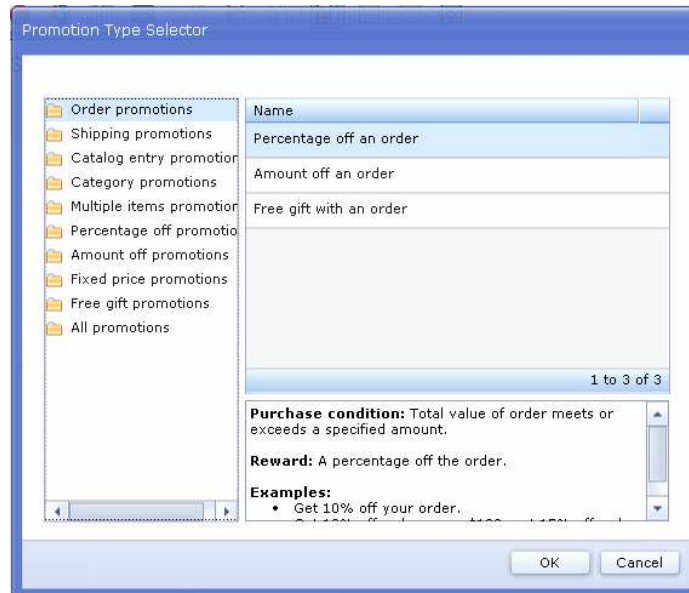 Promotion Type Selector
Order promotions
Shipping promotions
Catalog entry promotion
Category promotions
Multiple items promotion
Percentage off promotio
Amount off promotions
Fixed price promotions
Free gift promotions
All promotions
Name
Percentage off an order
Amount off an order
Free gift with an order
1 to 3 of 3
Purchase condition: Total value of order meets or
exceeds a specified amount.
Reward: A percentage off the order.
Examples:
• Get 10% off your order.
OK
Cancel